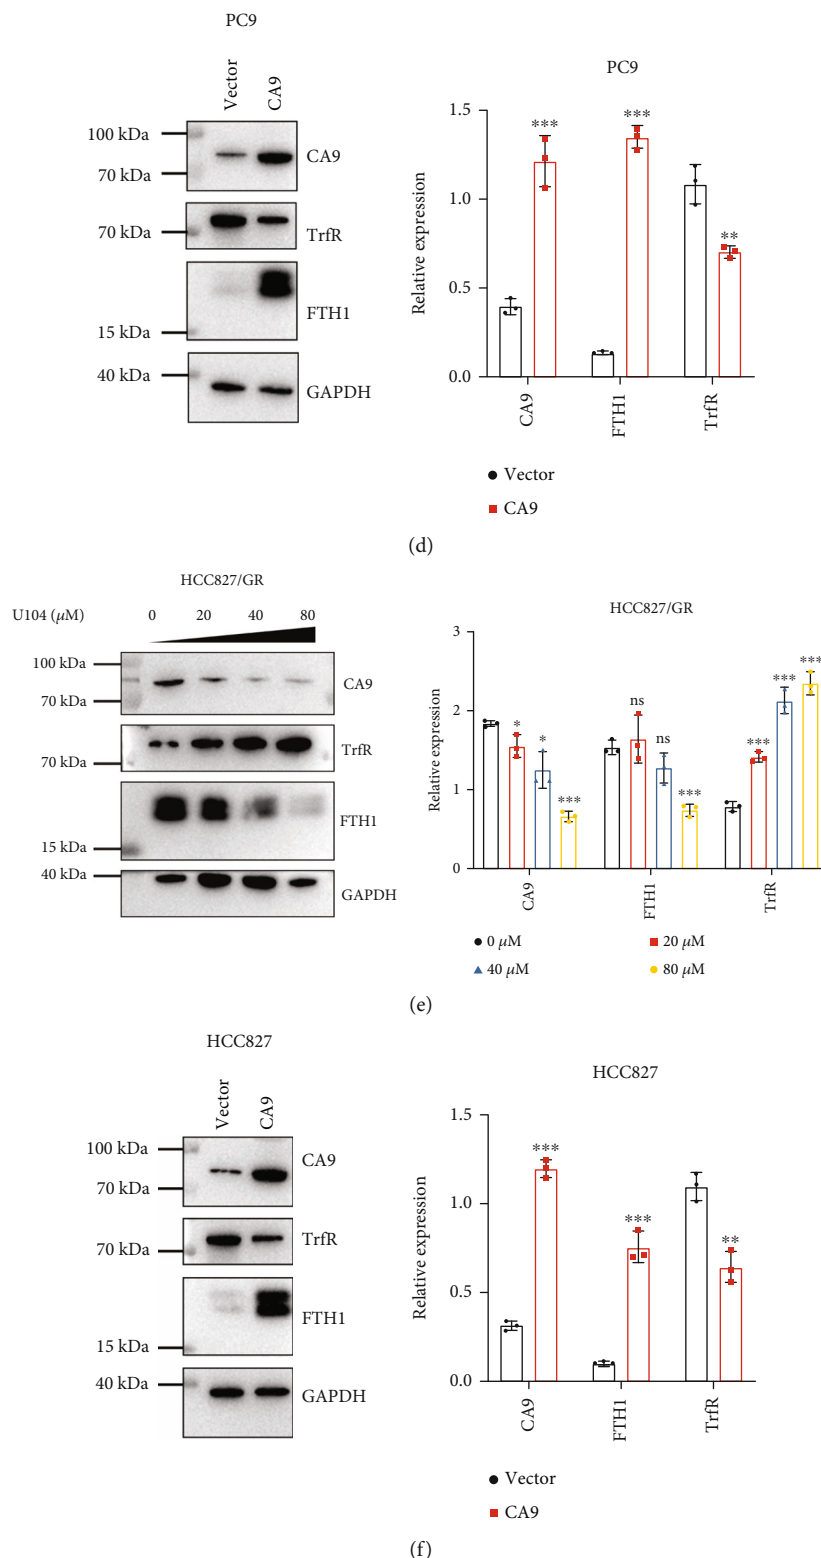 PC9
Vector
CA9
100 kDa
70 kDa
CA9
70 kDa
TrfR
FTH1
15 kDa
40 kDa
GAPDH
PC9
Relative expression
1.5
1.0
0.5
0.0
***
***
**
CA9
FTH1
TrfR
Vector
CA9
(d)
HCC827/GR
U104 (μM) 0 20 40 80
100 kDa
70 kDa
CA9
70 kDa
TrfR
FTH1
15 kDa
40 kDa
GAPDH
HCC827/GR
Relative expression
3
2
1
0
* * ***
ns ns ***
*** *** ***
CA9
FTH1
TrfR
0 μM
20 μM
40 μM
80 μM
(e)
HCC827
Vector
CA9
100 kDa
70 kDa
CA9
70 kDa
TrfR
FTH1
15 kDa
40 kDa
GAPDH
HCC827
Relative expression
1.5
1.0
0.5
0.0
***
***
**
CA9
FTH1
TrfR
Vector
CA9
(f)